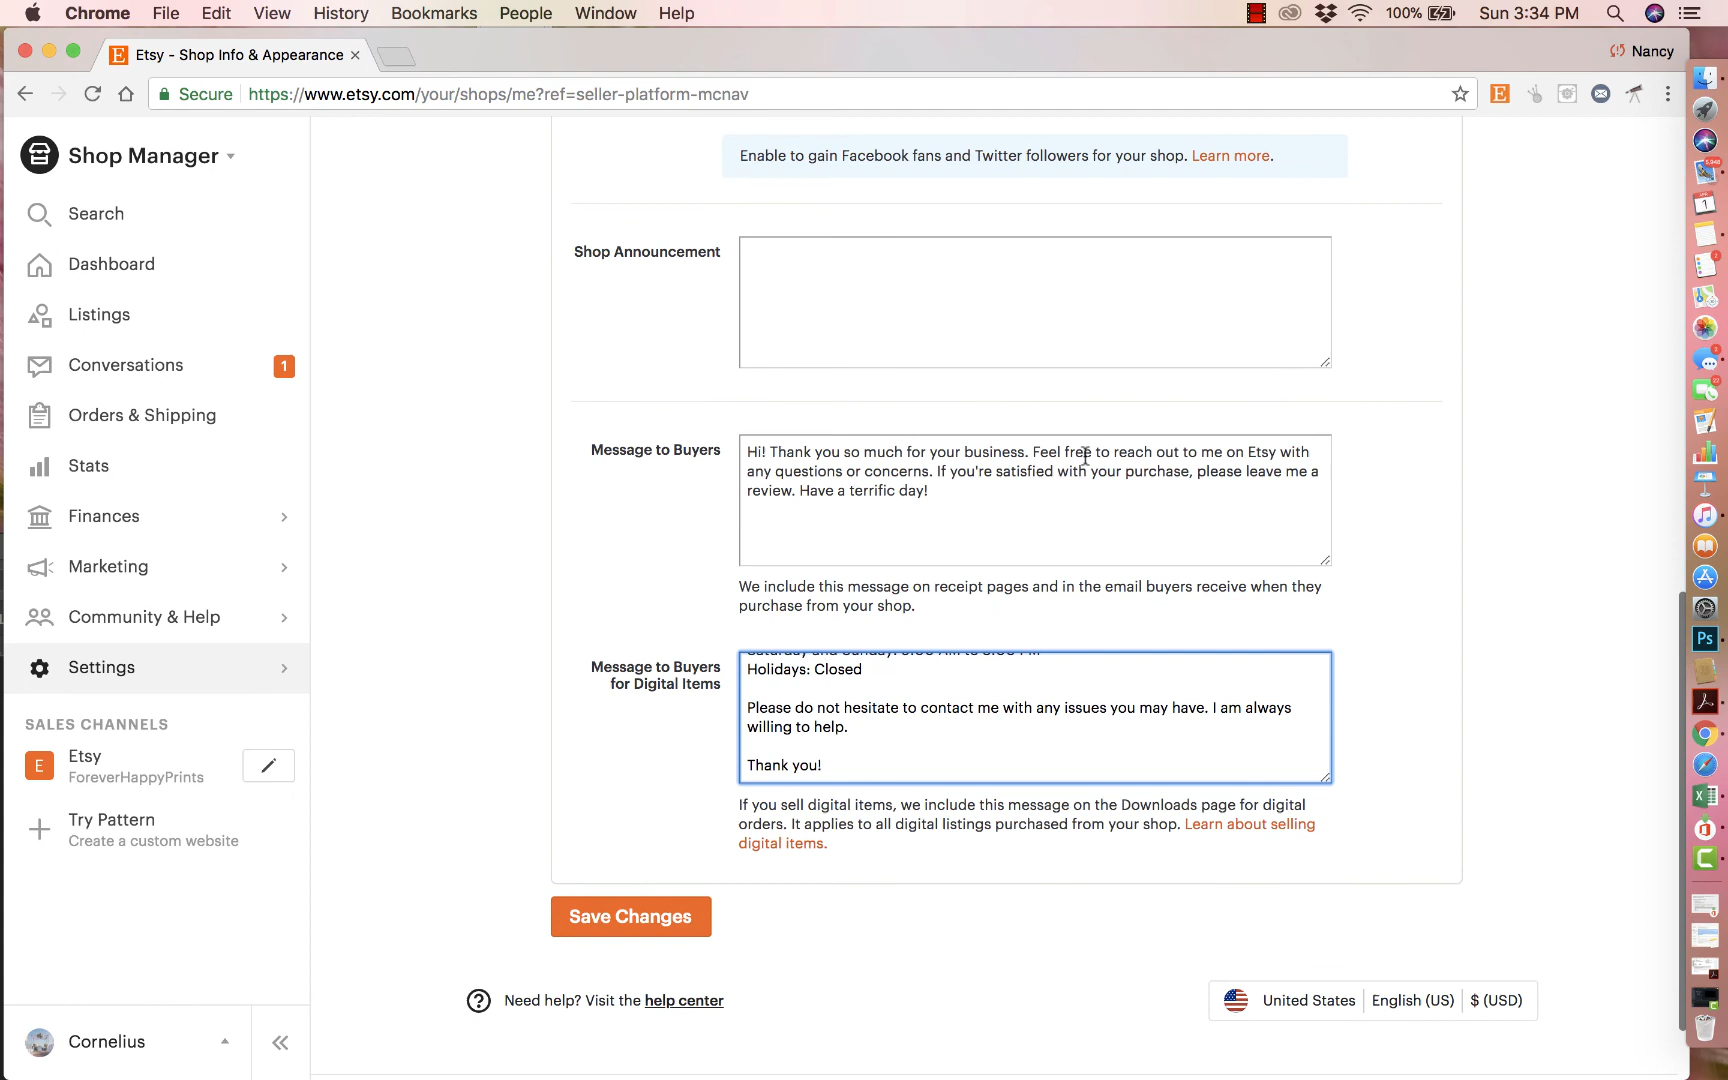 Chrome File Edit View History Bookmarks People Window Help 100% Sun 3:34 PM
Etsy - Shop Info & Appearance
Nancy
Secure https://www.etsy.com/your/shops/me?ref=seller-platform-mcnav
Shop Manager
Search
Dashboard
Listings
Conversations 1
Orders & Shipping
Stats
Finances
Marketing
Community & Help
Settings
SALES CHANNELS
E Etsy
ForeverHappyPrints
Try Pattern
Create a custom website
Cornelius
Enable to gain Facebook fans and Twitter followers for your shop. Learn more.
Shop Announcement
Message to Buyers
Hi! Thank you so much for your business. Feel free to reach out to me on Etsy with
any questions or concerns. If you're satisfied with your purchase, please leave me a
review. Have a terrific day!
We include this message on receipt pages and in the email buyers receive when they
purchase from your shop.
Message to Buyers
for Digital Items
Holidays: Closed
Please do not hesitate to contact me with any issues you may have. I am always
willing to help.
Thank you!
If you sell digital items, we include this message on the Downloads page for digital
orders. It applies to all digital listings purchased from your shop. Learn about selling
digital items.
Save Changes
Need help? Visit the help center
United States English (US) $ (USD)
Ps